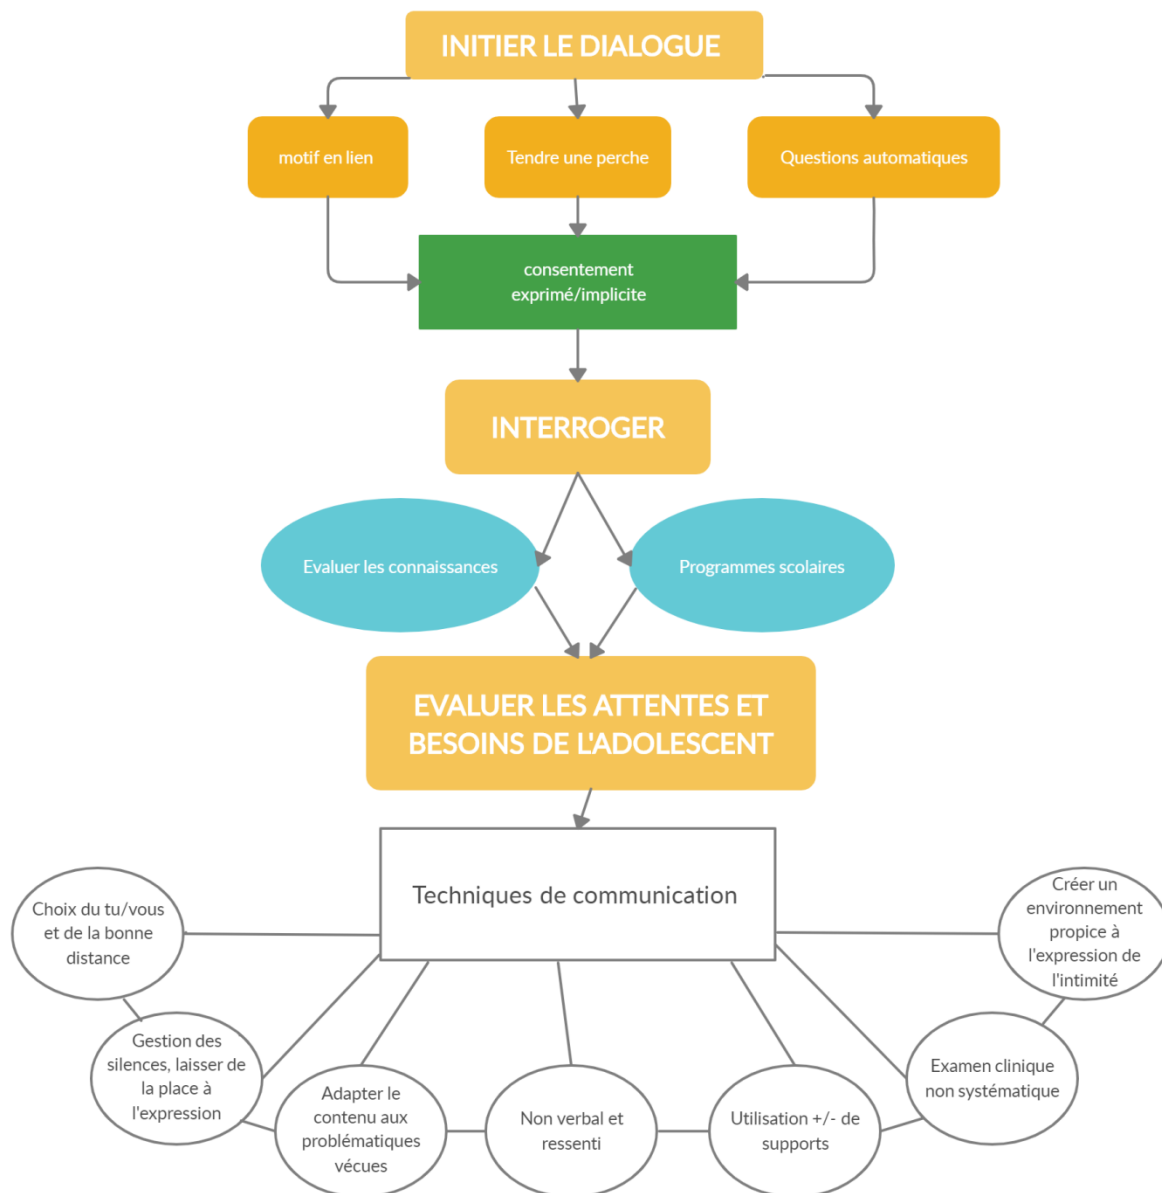 INITIER LE DIALOGUE
motif en lien
Tendre une perche
Questions automatiques
consentement
exprimé/implicite
INTERROGER
Evaluer les connaissances
Programmes scolaires
EVALUER LES ATTENTES ET
BESOINS DE L'ADOLESCENT
Techniques de communication
Choix du tu/vous
et de la bonne
distance
Gestion des
silences, laisser de
la place à
l'expression
Adapter le
contenu aux
problématiques
vécues
Non verbal et
ressenti
Utilisation +/- de
supports
Examen clinique
non systématique
Créer un
environnement
propice à
l'expression de
l'intimité